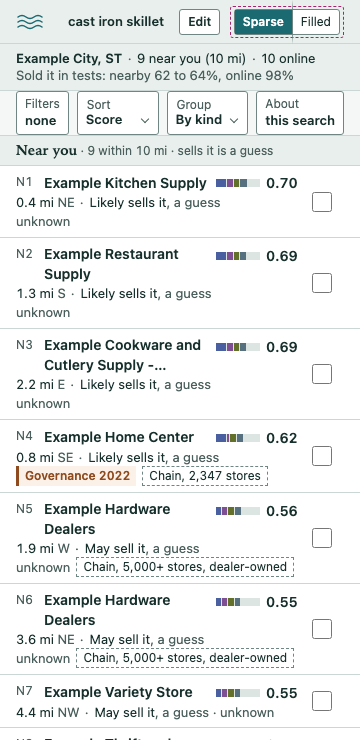 cast iron skillet Edit Sparse Filled
Example City, ST · 9 near you (10 mi) · 10 online
Sold it in tests: nearby 62 to 64%, online 98%
Filters Sort Group About
none Score By kind this search
Near you · 9 within 10 mi · sells it is a guess
N1 Example Kitchen Supply 0.70
0.4 mi NE · Likely sells it, a guess
unknown
N2 Example Restaurant 0.69
Supply
1.3 mi S · Likely sells it, a guess
unknown
N3 Example Cookware and 0.69
Cutlery Supply -...
2.2 mi E · Likely sells it, a guess
unknown
N4 Example Home Center 0.62
0.8 mi SE · Likely sells it, a guess
Governance 2022 Chain, 2,347 stores
N5 Example Hardware 0.56
Dealers
1.9 mi W · May sell it, a guess
unknown Chain, 5,000+ stores, dealer-owned
N6 Example Hardware 0.55
Dealers
3.6 mi NE · May sell it, a guess
unknown Chain, 5,000+ stores, dealer-owned
N7 Example Variety Store 0.55
4.4 mi NW · May sell it, a guess · unknown